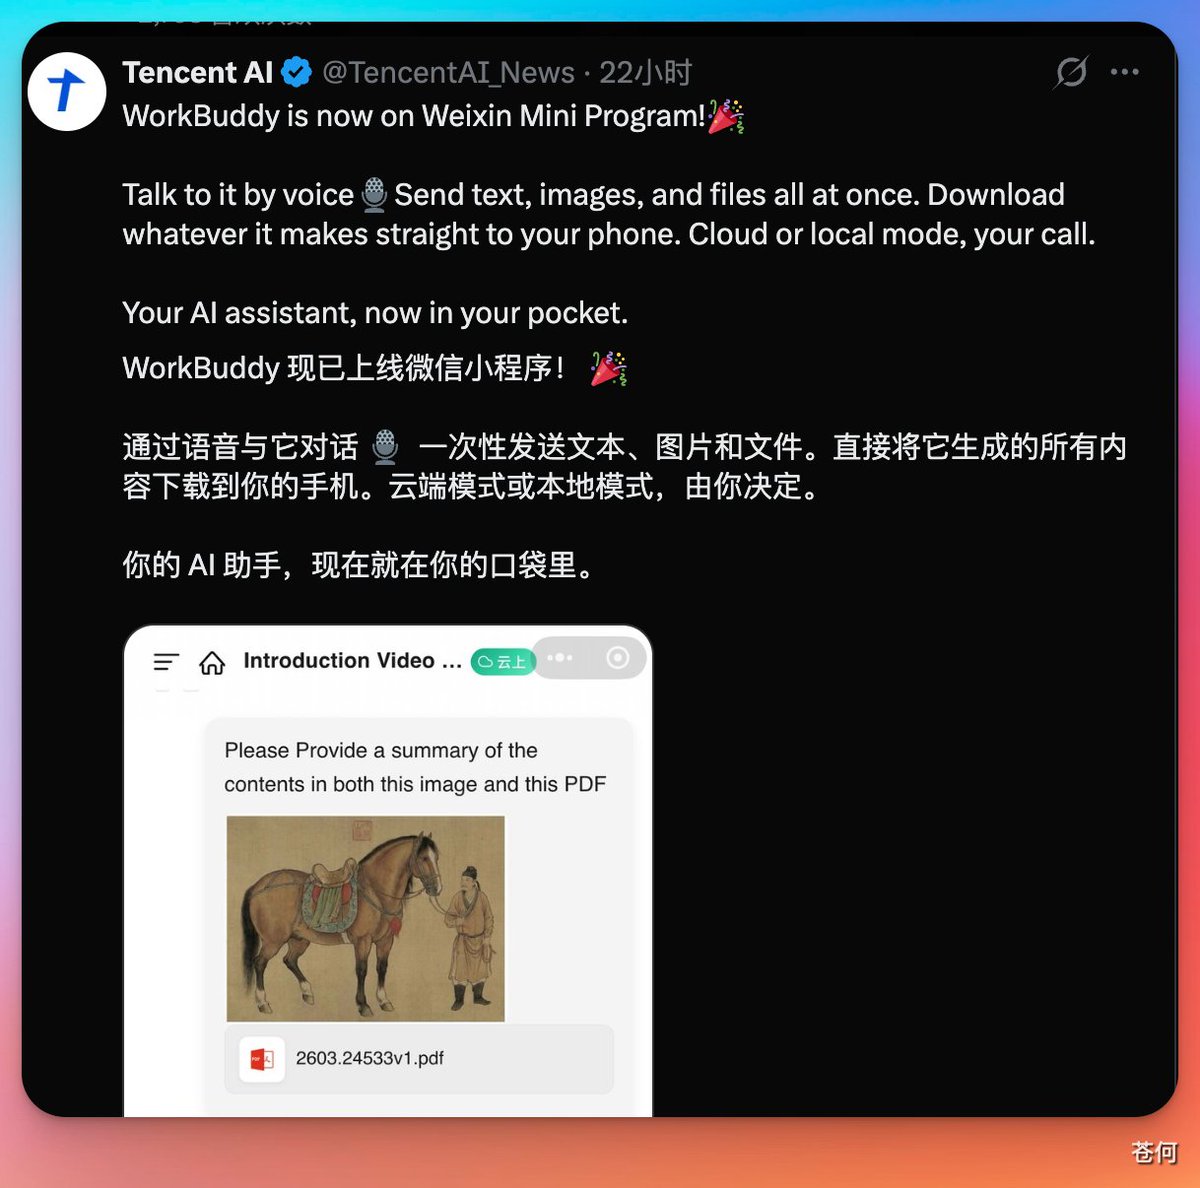 Tencent AI @TencentAI_News · 22小时
WorkBuddy is now on Weixin Mini Program!🎉
Talk to it by voice🎙️Send text, images, and files all at once. Download
whatever it makes straight to your phone. Cloud or local mode, your call.
Your AI assistant, now in your pocket.
WorkBuddy 现已上线微信小程序！🎉
通过语音与它对话 🎙️ 一次性发送文本、图片和文件。直接将它生成的所有内
容下载到你的手机。云端模式或本地模式，由你决定。
你的 AI 助手，现在就在你的口袋里。
Introduction Video ... 云上
Please Provide a summary of the
contents in both this image and this PDF
2603.24533v1.pdf
苍何